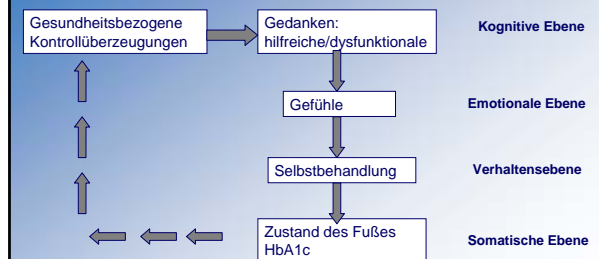 Gesundheitsbezogene
Kontrollüberzeugungen
Gedanken:
hilfreiche/dysfunktionale
Kognitive Ebene
Gefühle
Emotionale Ebene
Selbstbehandlung
Verhaltensebene
Zustand des Fußes
HbA1c
Somatische Ebene